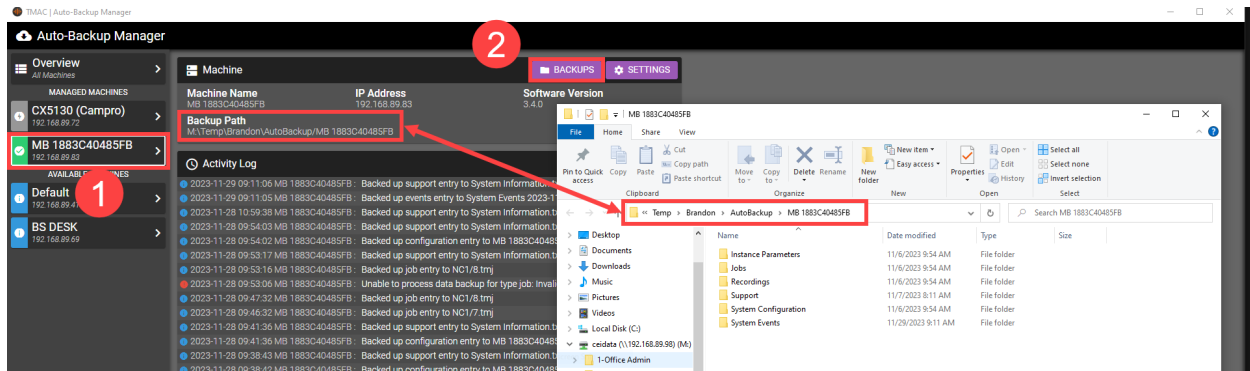 TMAC | Auto-Backup Manager
Auto-Backup Manager
Overview
All Machines
MANAGED MACHINES
CX5130 (Campro)
192.168.89.72
MB 1883C40485FB
192.168.89.83
1
Default
BS DESK
192.168.89.69
2
Machine
BACKUPS
SETTINGS
Machine Name
IP Address
Software Version
MB 1883C40485FB
192.168.89.83
3.4.0
Backup Path
M:\Temp\Brandon\AutoBackup/MB 1883C40485FB
Activity Log
2023-11-29 09:11:06 MB 1883C40485FB : Backed up support entry to System Information.t
2023-11-29 09:11:05 MB 1883C40485FB : Backed up events entry to System Events 2023-1
2023-11-28 10:59:38 MB 1883C40485FB : Backed up support entry to System Information.t
2023-11-28 09:54:03 MB 1883C40485FB : Backed up support entry to System Information.t
2023-11-28 09:54:02 MB 1883C40485FB : Backed up configuration entry to MB 1883C4048
2023-11-28 09:53:17 MB 1883C40485FB : Backed up support entry to System Information.t
2023-11-28 09:53:16 MB 1883C40485FB : Backed up job entry to NC1/8.tmj
2023-11-28 09:53:06 MB 1883C40485FB : Unable to process data backup for type job: Invali
2023-11-28 09:47:32 MB 1883C40485FB : Backed up job entry to NC1/8.tmj
2023-11-28 09:46:32 MB 1883C40485FB : Backed up job entry to NC1/7.tmj
2023-11-28 09:41:36 MB 1883C40485FB : Backed up support entry to System Information.t
2023-11-28 09:41:36 MB 1883C40485FB : Backed up configuration entry to MB 1883C4048
2023-11-28 09:38:43 MB 1883C40485FB : Backed up support entry to System Information.t
2023-11-28 09:38:42 MB 1883C40485FB : Backed up configuration entry to MB 1883C4048
MB 1883C40485FB
File
Home
Share
View
Pin to Quick access
Copy
Paste
Cut
Copy path
Paste shortcut
Clipboard
Move to
Copy to
Delete
Rename
Organize
New folder
New item
Easy access
New
Properties
Open
Edit
History
Open
Select all
Select none
Invert selection
Select
« Temp > Brandon > AutoBackup > MB 1883C40485FB
Search MB 1883C40485FB
Desktop
Documents
Downloads
Music
Pictures
Videos
Local Disk (C:)
ceidata (\\192.168.89.98) (M:)
1-Office Admin
Name
Date modified
Type
Size
Instance Parameters
11/6/2023 9:54 AM
File folder
Jobs
11/6/2023 9:54 AM
File folder
Recordings
11/6/2023 9:54 AM
File folder
Support
11/7/2023 8:11 AM
File folder
System Configuration
11/6/2023 9:54 AM
File folder
System Events
11/29/2023 9:11 AM
File folder